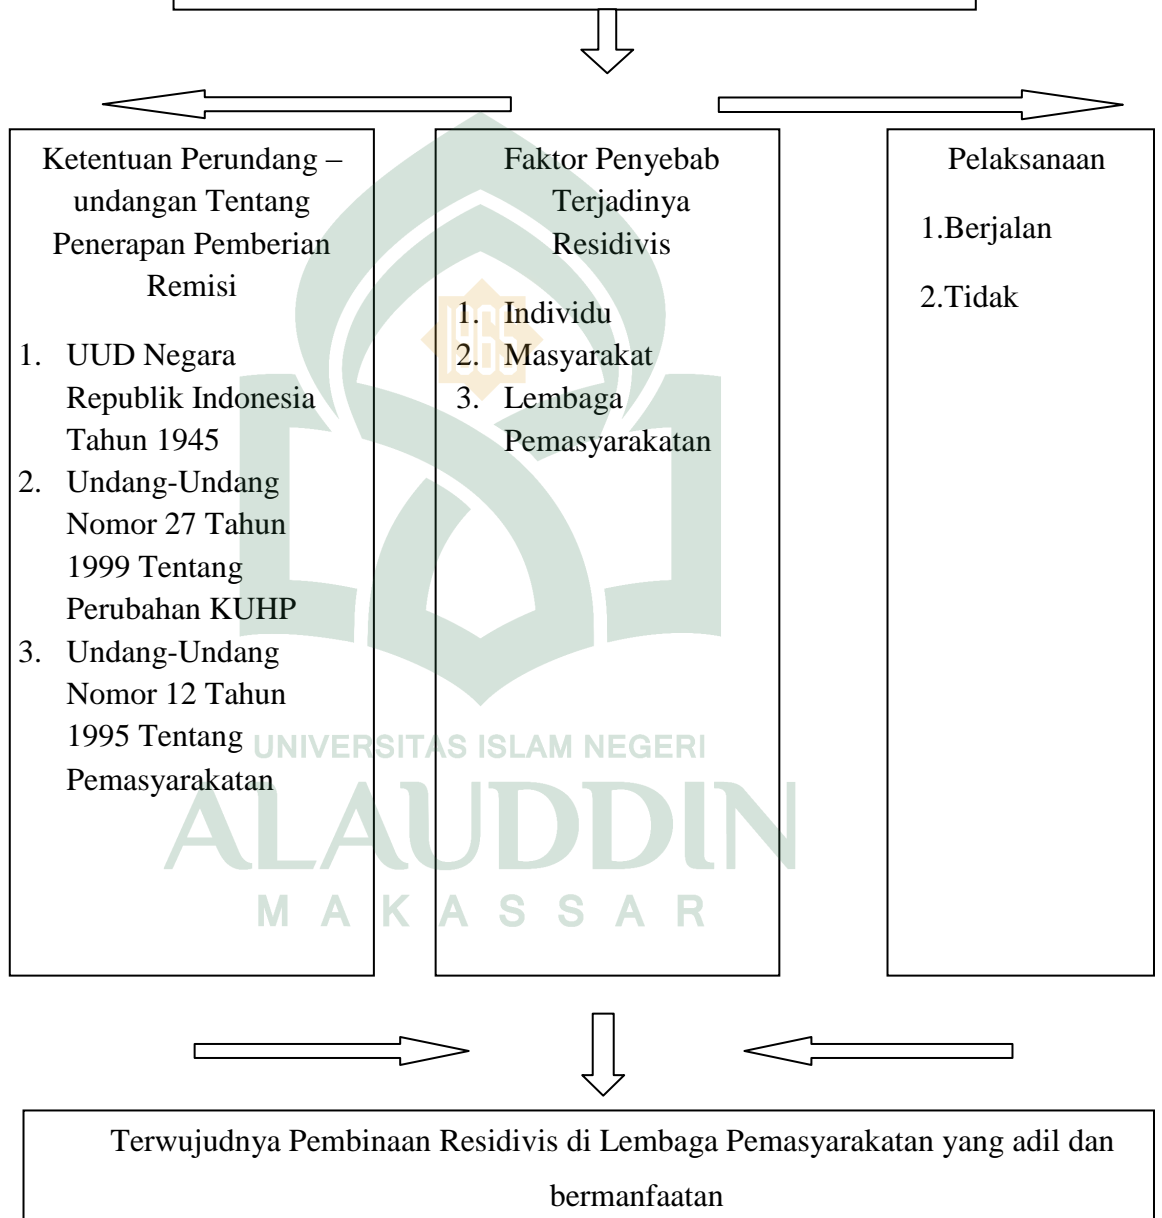 Ketentuan Perundang –
undangan Tentang
Penerapan Pemberian
Remisi
1. UUD Negara
Republik Indonesia
Tahun 1945
2. Undang-Undang
Nomor 27 Tahun
1999 Tentang
Perubahan KUHP
3. Undang-Undang
Nomor 12 Tahun
1995 Tentang
Pemasyarakatan
Faktor Penyebab
Terjadinya
Residivis
1. Individu
2. Masyarakat
3. Lembaga
Pemasyarakatan
Pelaksanaan
1.Berjalan
2.Tidak
1965
UNIVERSITAS ISLAM NEGERI
ALAUDDIN
MAKASSAR
Terwujudnya Pembinaan Residivis di Lembaga Pemasyarakatan yang adil dan
bermanfaatan